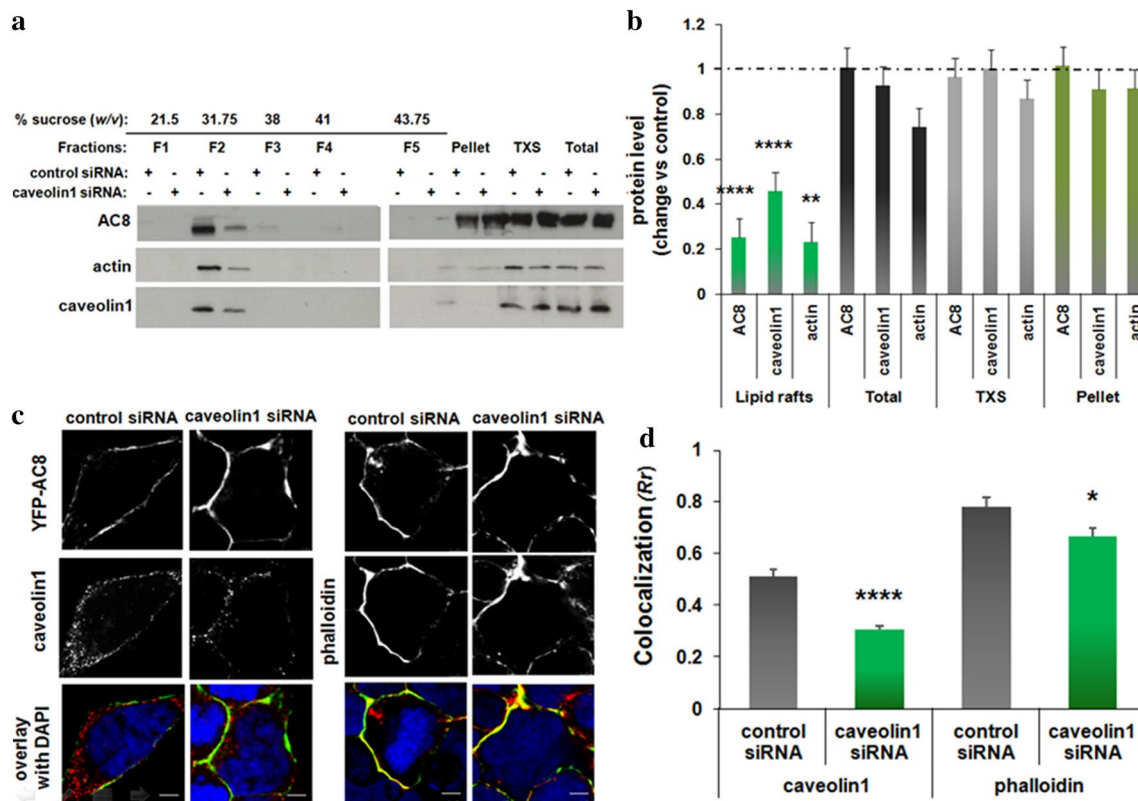 a
% sucrose (w/v): 21.5 31.75 38 41 43.75
Fractions: F1 F2 F3 F4 F5 Pellet TXS Total
control siRNA: + - + - + - + - + - + - + - + -
caveolin1 siRNA: - + - + - + - + - + - + - + - +
AC8
actin
caveolin1
b
protein level
(change vs control)
1.2
1
0.8
0.6
0.4
0.2
0
**** **** **
AC8 caveolin1 actin AC8 caveolin1 actin AC8 caveolin1 actin AC8 caveolin1 actin
Lipid rafts Total TXS Pellet
c
control siRNA caveolin1 siRNA control siRNA caveolin1 siRNA
YFP-AC8
caveolin1
phalloidin
overlay
with DAPI
d
Colocalization (Rr)
1
0.8
0.6
0.4
0.2
0
**** *
control siRNA caveolin1 siRNA control siRNA caveolin1 siRNA
caveolin1 phalloidin